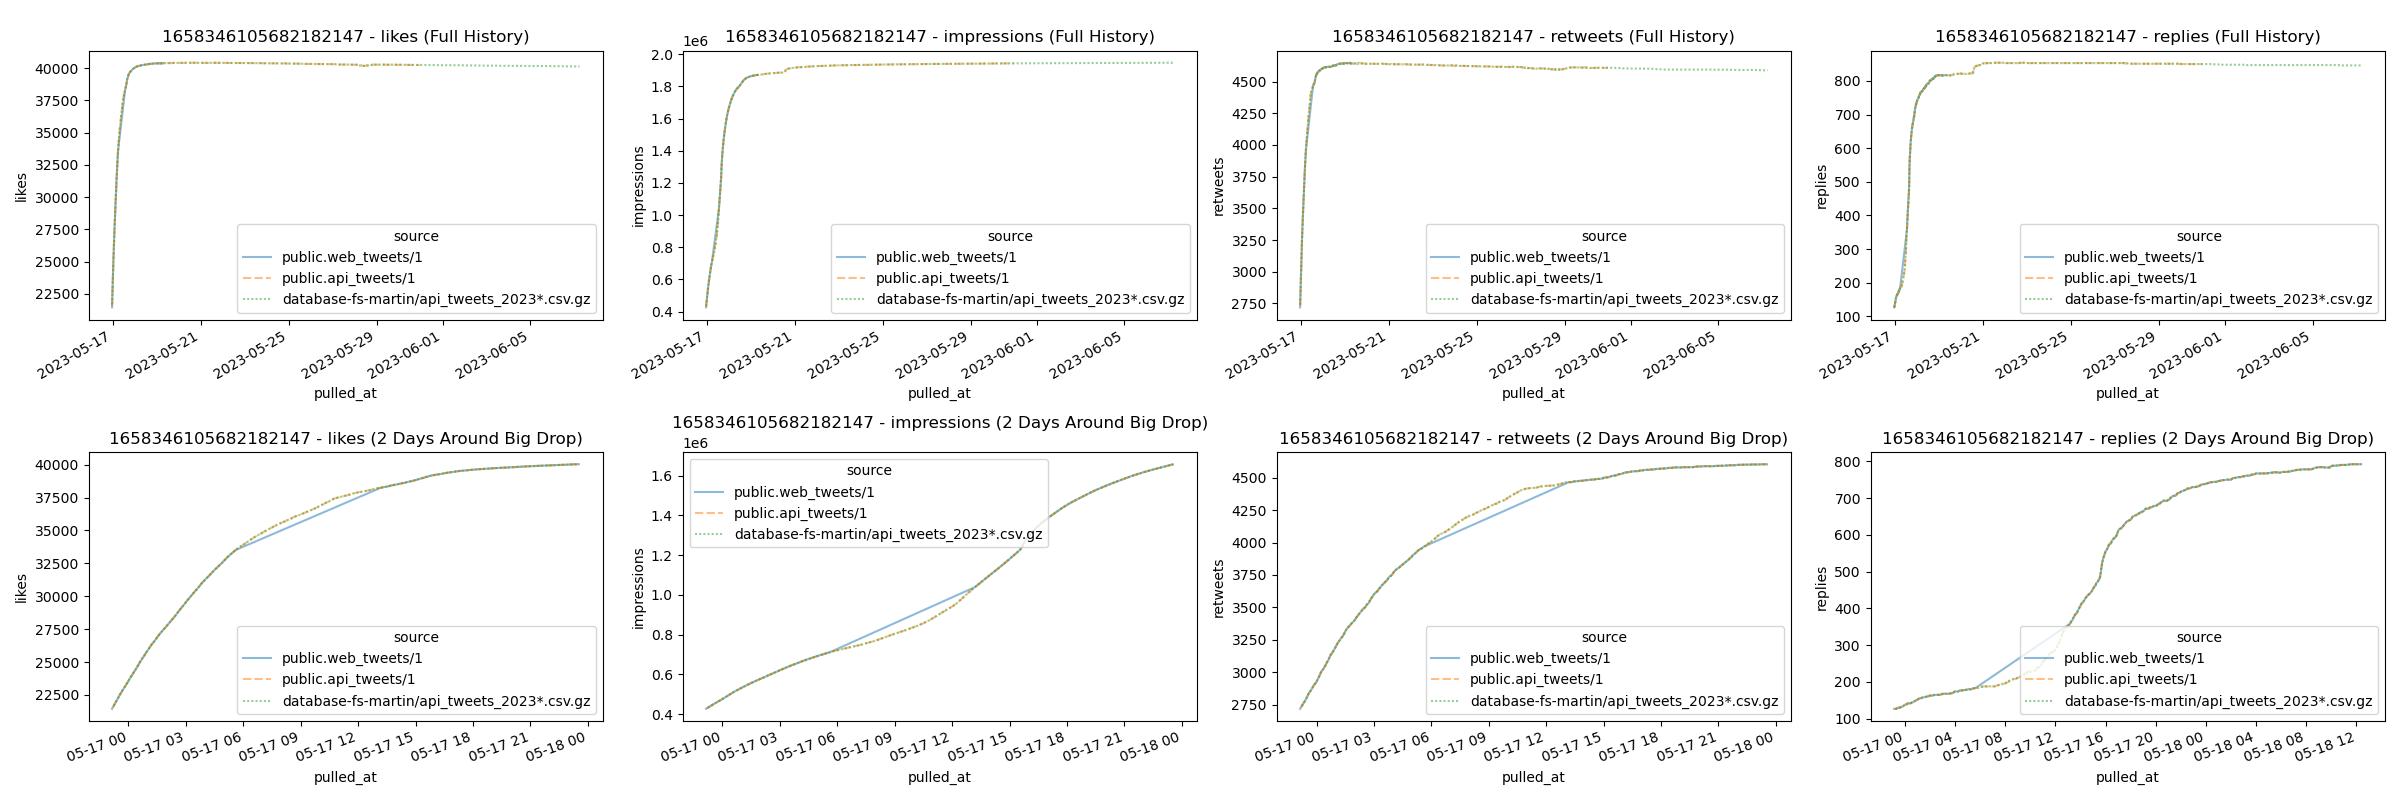 1658346105682182147 - likes (Full History)
40000
37500
35000
32500
30000
27500
25000
22500
likes
source
public.web_tweets/1
public.api_tweets/1
database-fs-martin/api_tweets_2023*.csv.gz
2023-05-17
2023-05-21
2023-05-25
2023-05-29
2023-06-01
2023-06-05
pulled_at
1658346105682182147 - impressions (Full History)
1e6
2.0
1.8
1.6
1.4
1.2
1.0
0.8
0.6
0.4
impressions
source
public.web_tweets/1
public.api_tweets/1
database-fs-martin/api_tweets_2023*.csv.gz
2023-05-17
2023-05-21
2023-05-25
2023-05-29
2023-06-01
2023-06-05
pulled_at
1658346105682182147 - retweets (Full History)
4500
4250
4000
3750
3500
3250
3000
2750
retweets
source
public.web_tweets/1
public.api_tweets/1
database-fs-martin/api_tweets_2023*.csv.gz
2023-05-17
2023-05-21
2023-05-25
2023-05-29
2023-06-01
2023-06-05
pulled_at
1658346105682182147 - replies (Full History)
800
700
600
500
400
300
200
100
replies
source
public.web_tweets/1
public.api_tweets/1
database-fs-martin/api_tweets_2023*.csv.gz
2023-05-17
2023-05-21
2023-05-25
2023-05-29
2023-06-01
2023-06-05
pulled_at
1658346105682182147 - likes (2 Days Around Big Drop)
40000
37500
35000
32500
30000
27500
25000
22500
likes
source
public.web_tweets/1
public.api_tweets/1
database-fs-martin/api_tweets_2023*.csv.gz
05-17 00
05-17 03
05-17 06
05-17 09
05-17 12
05-17 15
05-17 18
05-17 21
05-18 00
pulled_at
1658346105682182147 - impressions (2 Days Around Big Drop)
1e6
1.6
1.4
1.2
1.0
0.8
0.6
0.4
impressions
source
public.web_tweets/1
public.api_tweets/1
database-fs-martin/api_tweets_2023*.csv.gz
05-17 00
05-17 03
05-17 06
05-17 09
05-17 12
05-17 15
05-17 18
05-17 21
05-18 00
pulled_at
1658346105682182147 - retweets (2 Days Around Big Drop)
4500
4250
4000
3750
3500
3250
3000
2750
retweets
source
public.web_tweets/1
public.api_tweets/1
database-fs-martin/api_tweets_2023*.csv.gz
05-17 00
05-17 03
05-17 06
05-17 09
05-17 12
05-17 15
05-17 18
05-17 21
05-18 00
pulled_at
1658346105682182147 - replies (2 Days Around Big Drop)
800
700
600
500
400
300
200
100
replies
source
public.web_tweets/1
public.api_tweets/1
database-fs-martin/api_tweets_2023*.csv.gz
05-17 00
05-17 04
05-17 08
05-17 12
05-17 16
05-17 20
05-18 00
05-18 04
05-18 08
05-18 12
pulled_at